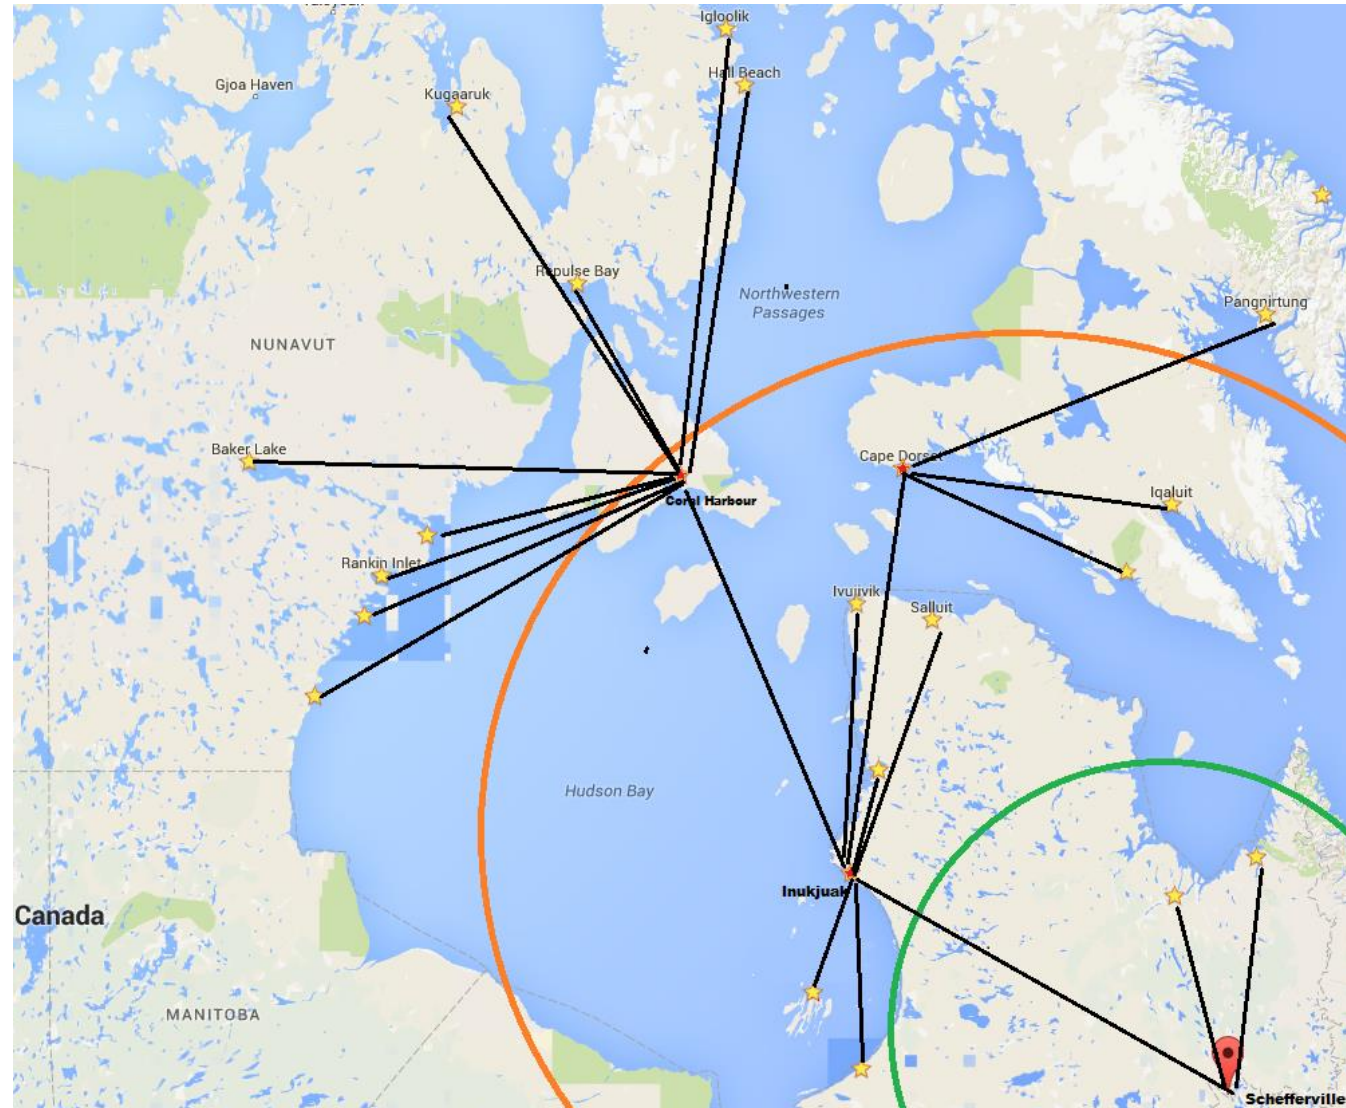 Igloolik
Hall Beach
Gjoa Haven
Kugaaruk
Repulse Bay
Northwestern
Passages
Pangnirtung
NUNAVUT
Baker Lake
Cape Dorset
Coral Harbour
Iqaluit
Rankin Inlet
Ivujivik
Salluit
Hudson Bay
Inukjuak
Canada
MANITOBA
Schefferville